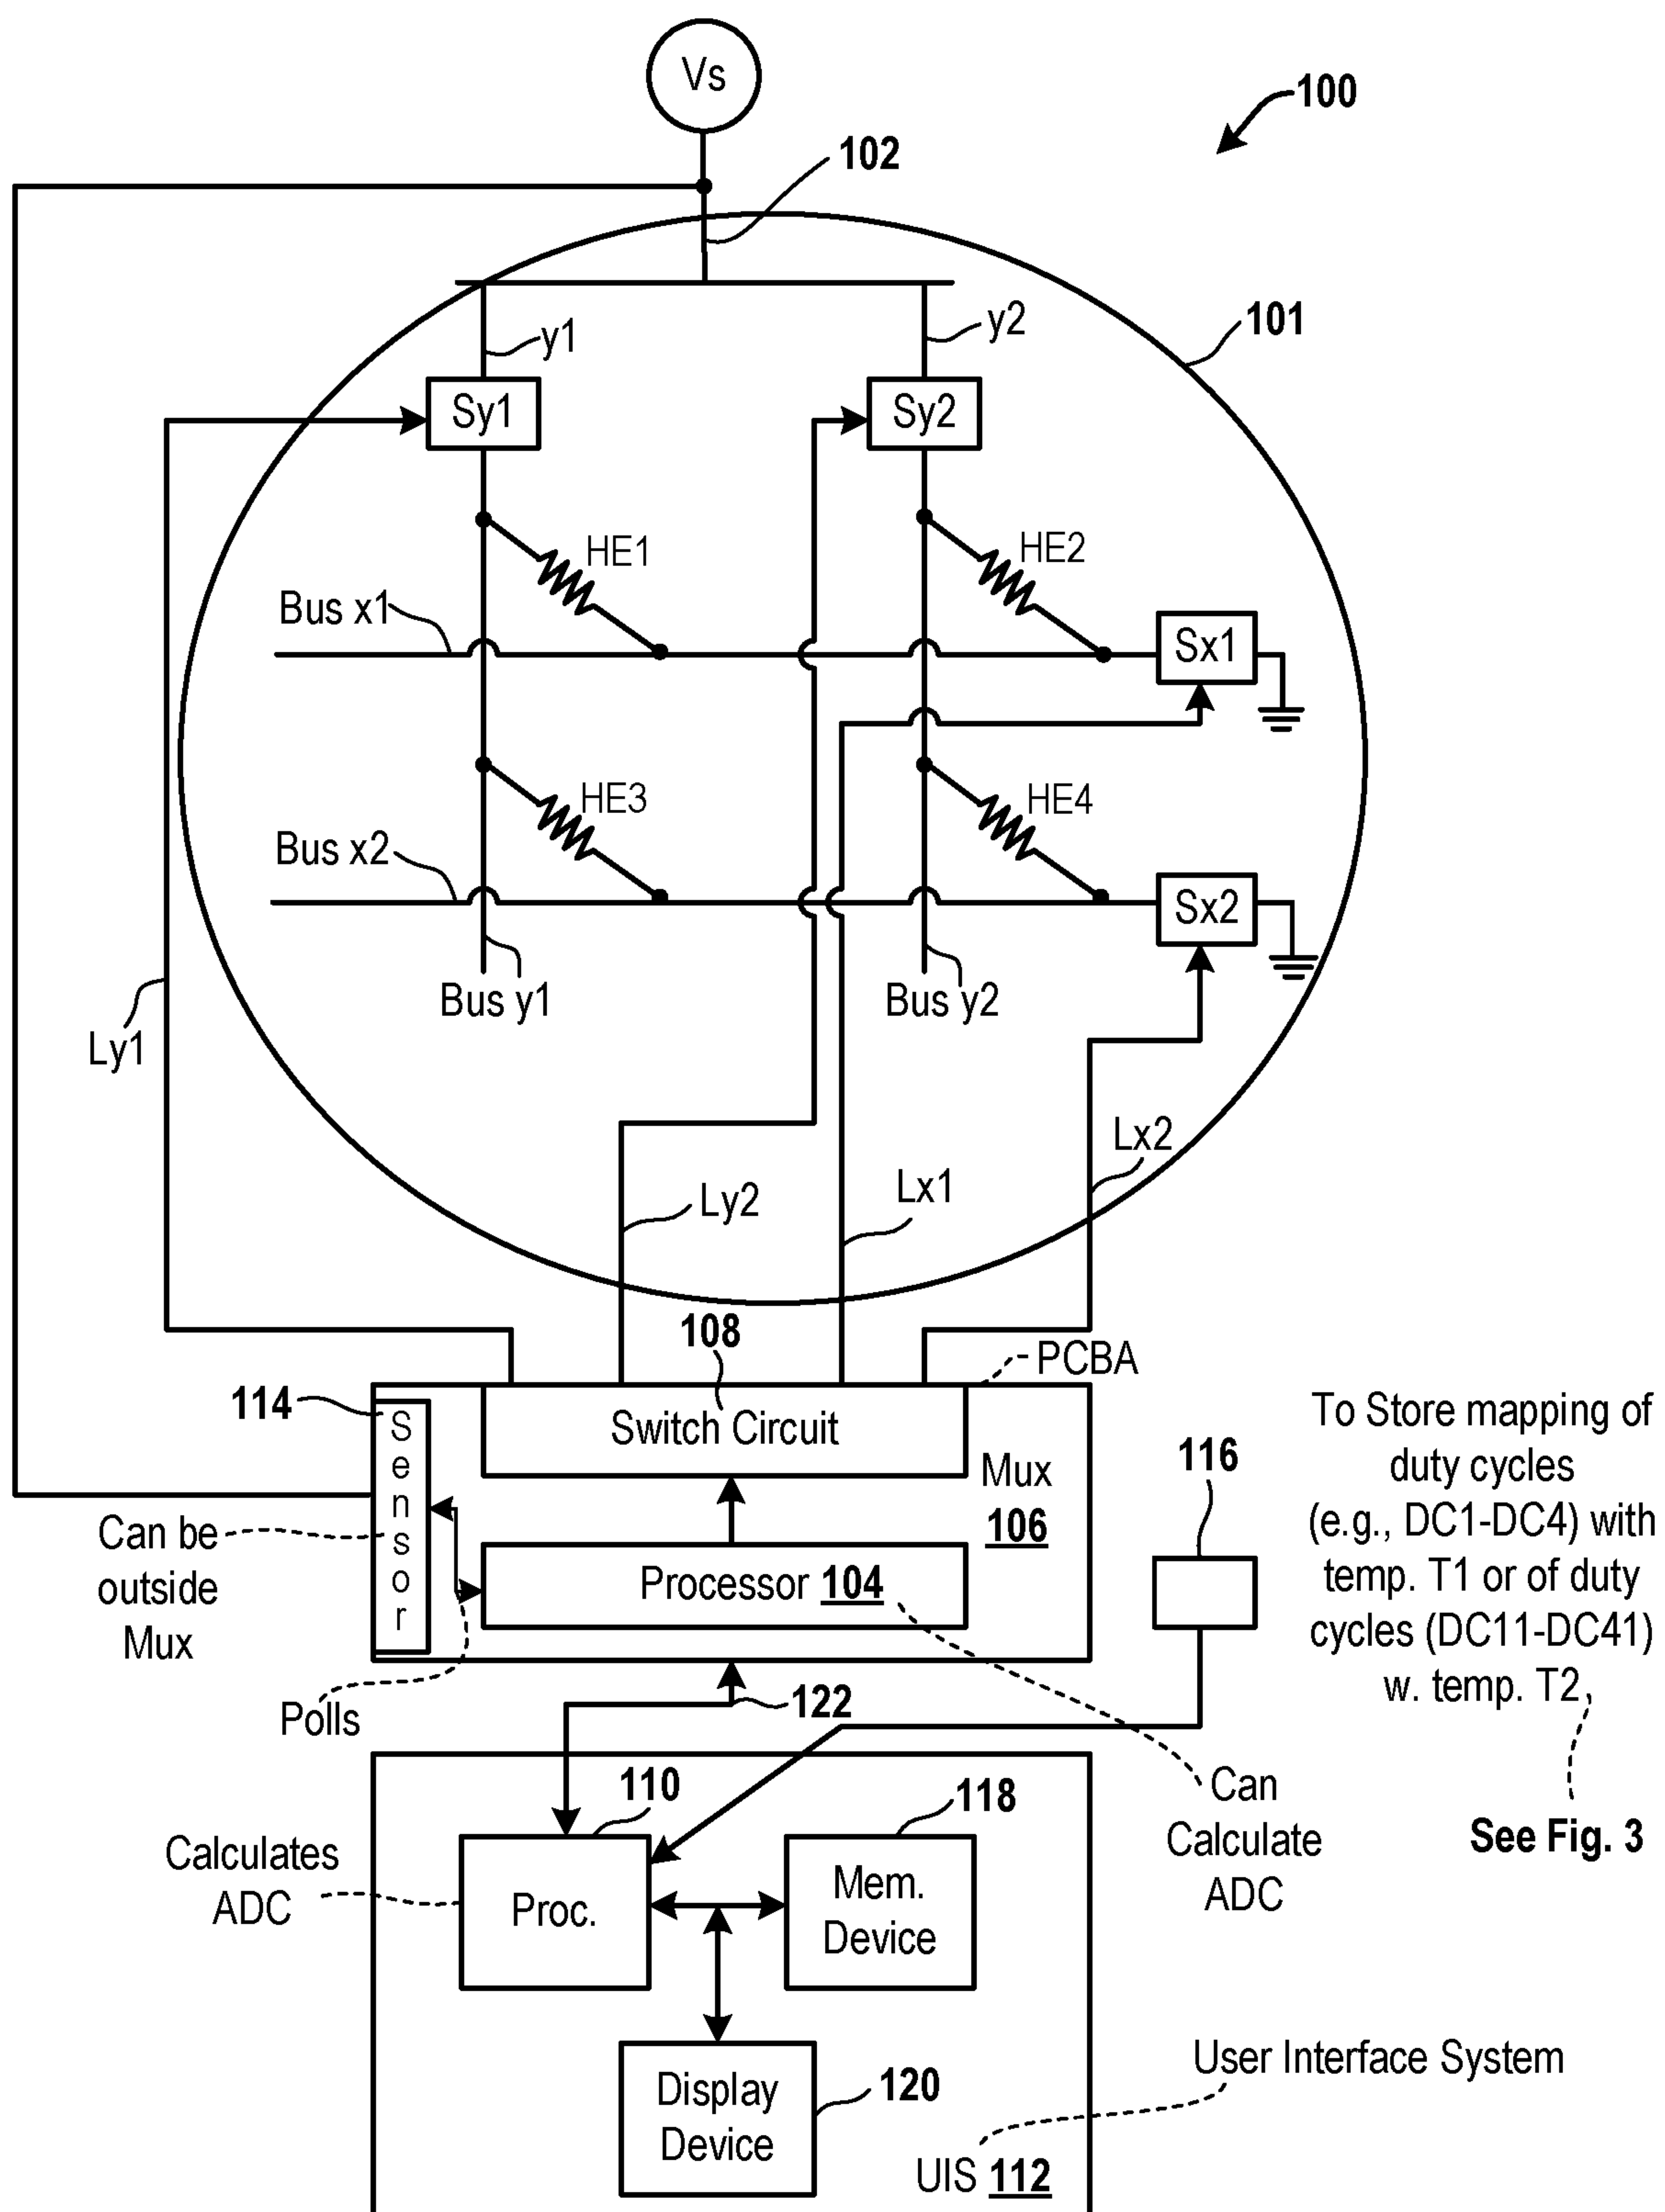 Vs
100
102
101
y1
y2
Sy1
Sy2
HE1
HE2
Bus x1
Sx1
HE3
HE4
Bus x2
Sx2
Bus y1
Bus y2
Ly1
Lx2
Ly2
Lx1
108
PCBA
114
Sensor
Switch Circuit
Mux
106
116
To Store mapping of
duty cycles
(e.g., DC1-DC4) with
temp. T1 or of duty
cycles (DC11-DC41)
w. temp. T2
See Fig. 3
Can be
outside
Mux
Processor 104
Polls
122
110
118
Can
Calculate
ADC
Calculates
ADC
Proc.
Mem.
Device
Display
Device
120
User Interface System
UIS 112